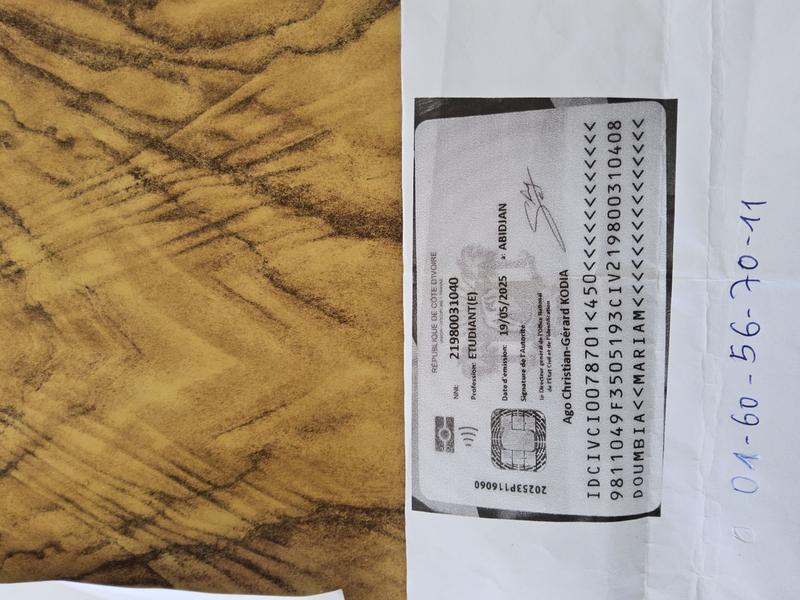 RÉPUBLIQUE DE CÔTE D'IVOIRE
NNI: 21980031040
Profession: ETUDIANT(E)
Date d'émission: 19/05/2025 à: ABIDJAN
Signature de l'Autorité
le Directeur général de l'Office National
de l'Etat Civil et de l'Identification
Ago Christian-Gérard KODIA
20253P116060
IDCIVCI0078701<450<<<<<<<<<<<<
9811049F3505193CIV219800310408
DOUMBIA<<MARIAM<<<<<<<<<<<<<<<
01-60-56-70-11